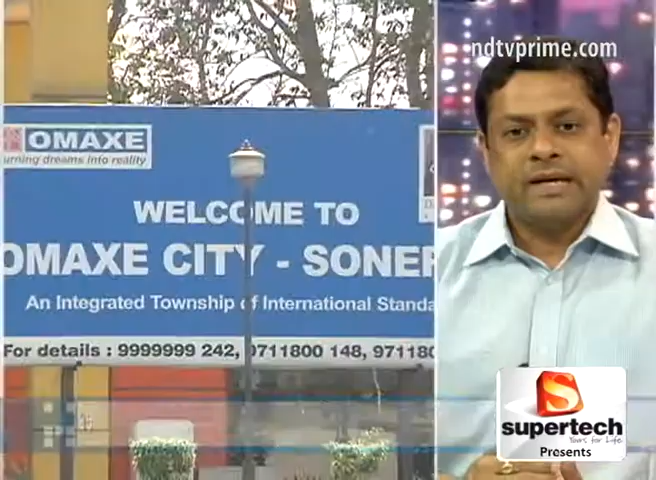 ndtvprime.com
OMAXE
urning dreams into reality
WELCOME TO
OMAXE CITY - SONEP
An Integrated Township of International Standa
For details : 9999999 242, 9711800 148, 971180
S
supertech
Yours for Life
Presents